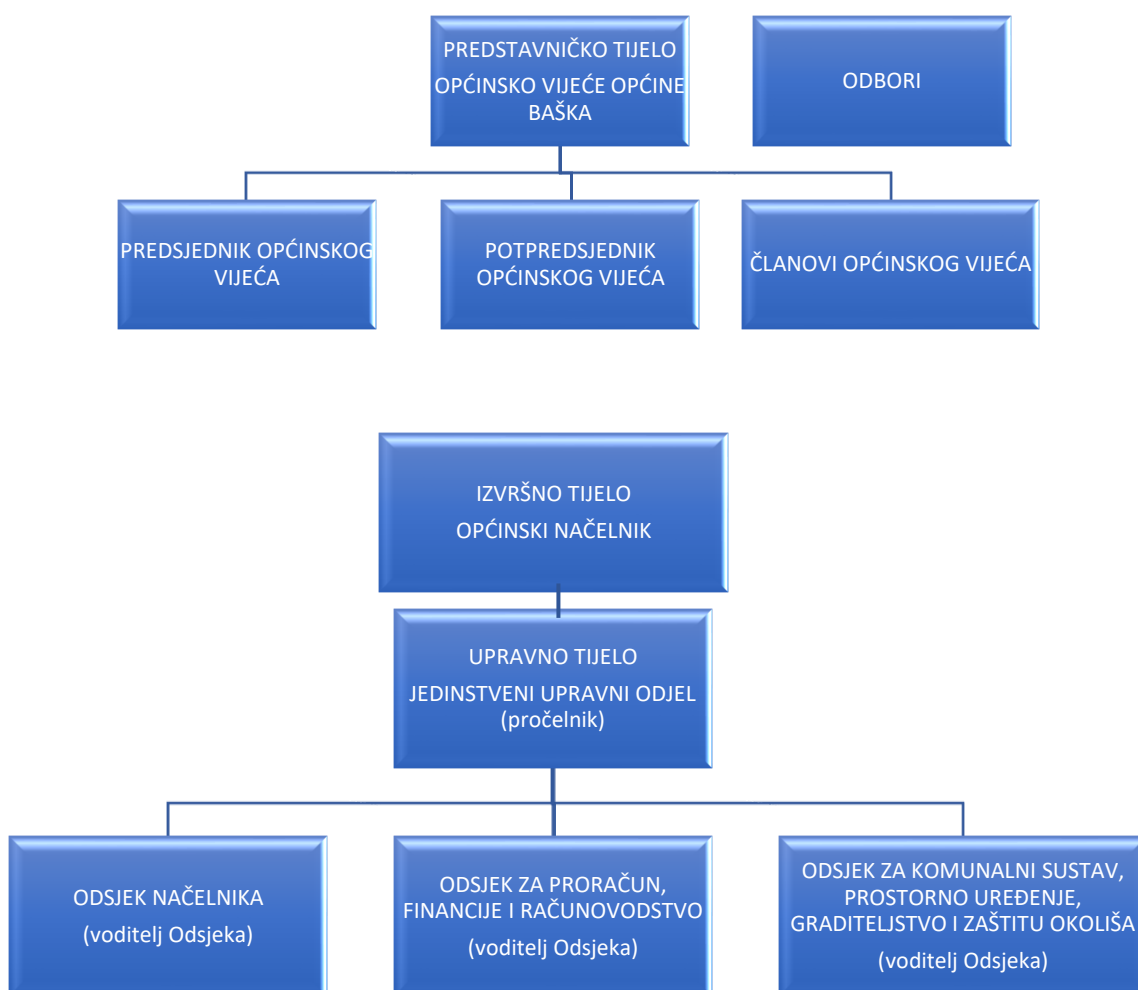 PREDSTAVNIČKO TIJELO
OPĆINSKO VIJEĆE OPĆINE
BAŠKA
ODBORI
PREDSJEDNIK OPĆINSKOG
VIJEĆA
POTPREDSJEDNIK
OPĆINSKOG VIJEĆA
ČLANOVI OPĆINSKOG VIJEĆA
IZVRŠNO TIJELO
OPĆINSKI NAČELNIK
UPRAVNO TIJELO
JEDINSTVENI UPRAVNI ODJEL
(pročelnik)
ODSJEK NAČELNIKA
(voditelj Odsjeka)
ODSJEK ZA PRORAČUN,
FINANCIJE I RAČUNOVODSTVO
(voditelj Odsjeka)
ODSJEK ZA KOMUNALNI SUSTAV,
PROSTORNO UREĐENJE,
GRADITELJSTVO I ZAŠTITU OKOLIŠA
(voditelj Odsjeka)